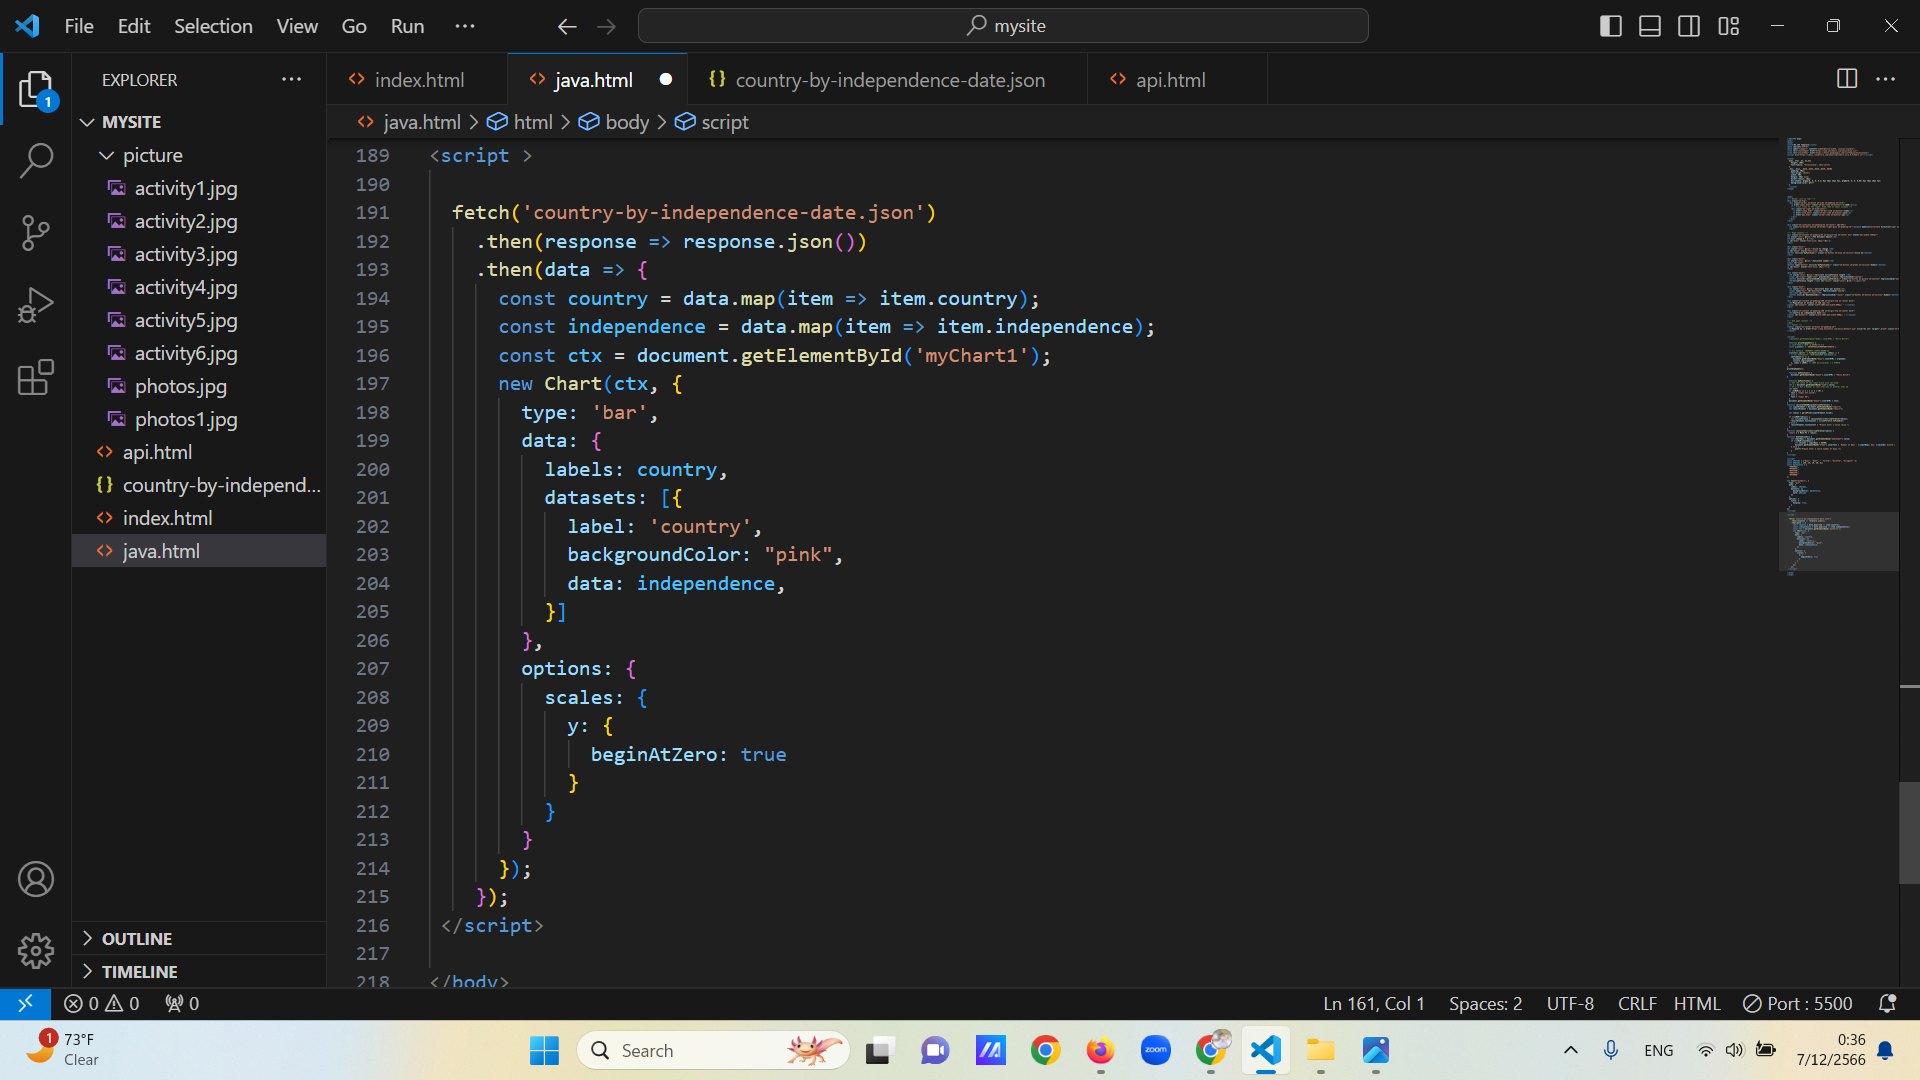 File Edit Selection View Go Run ... mysite
EXPLORER ...
index.html java.html country-by-independence-date.json api.html ...
java.html > html > body > script
MYSITE
picture
activity1.jpg
activity2.jpg
activity3.jpg
activity4.jpg
activity5.jpg
activity6.jpg
photos.jpg
photos1.jpg
api.html
country-by-independ...
index.html
java.html
OUTLINE
TIMELINE
1
189 <script >
190
191 fetch('country-by-independence-date.json')
192 .then(response => response.json())
193 .then(data => {
194 const country = data.map(item => item.country);
195 const independence = data.map(item => item.independence);
196 const ctx = document.getElementById('myChart1');
197 new Chart(ctx, {
198 type: 'bar',
199 data: {
200 labels: country,
201 datasets: [{
202 label: 'country',
203 backgroundColor: "pink",
204 data: independence,
205 }]
206 },
207 options: {
208 scales: {
209 y: {
210 beginAtZero: true
211 }
212 }
213 }
214 });
215 });
216 </script>
217
218 </body>
0 0 0 Ln 161, Col 1 Spaces: 2 UTF-8 CRLF HTML Port : 5500
1 73°F
Clear
Search
zoom
ENG
0:36
7/12/2566